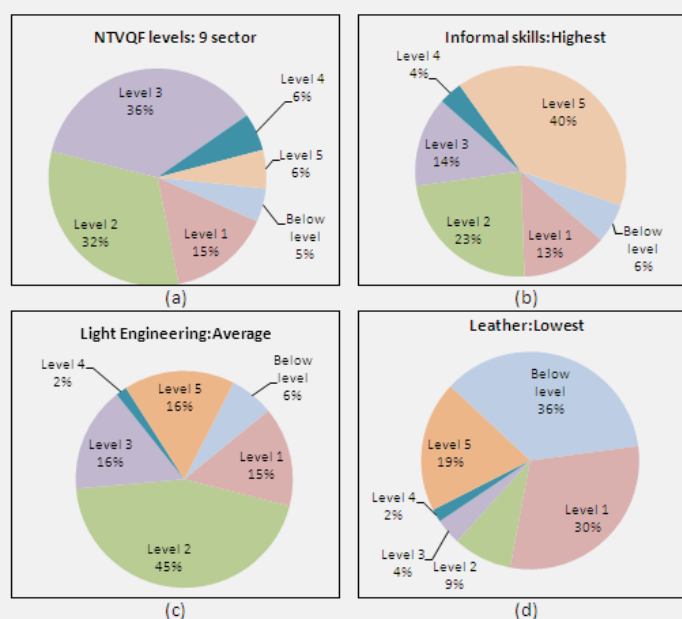 NTVQF levels: 9 sector
Level 3
36%
Level 4
6%
Level 5
6%
Below
level
5%
Level 1
15%
Level 2
32%
(a)
Informal skills:Highest
Level 4
4%
Level 5
40%
Level 3
14%
Level 2
23%
Level 1
13%
Below
level
6%
(b)
Light Engineering:Average
Level 4
2%
Level 5
16%
Below
level
6%
Level 3
16%
Level 1
15%
Level 2
45%
(c)
Leather:Lowest
Below
level
36%
Level 5
19%
Level 4
2%
Level 3
4%
Level 2
9%
Level 1
30%
(d)